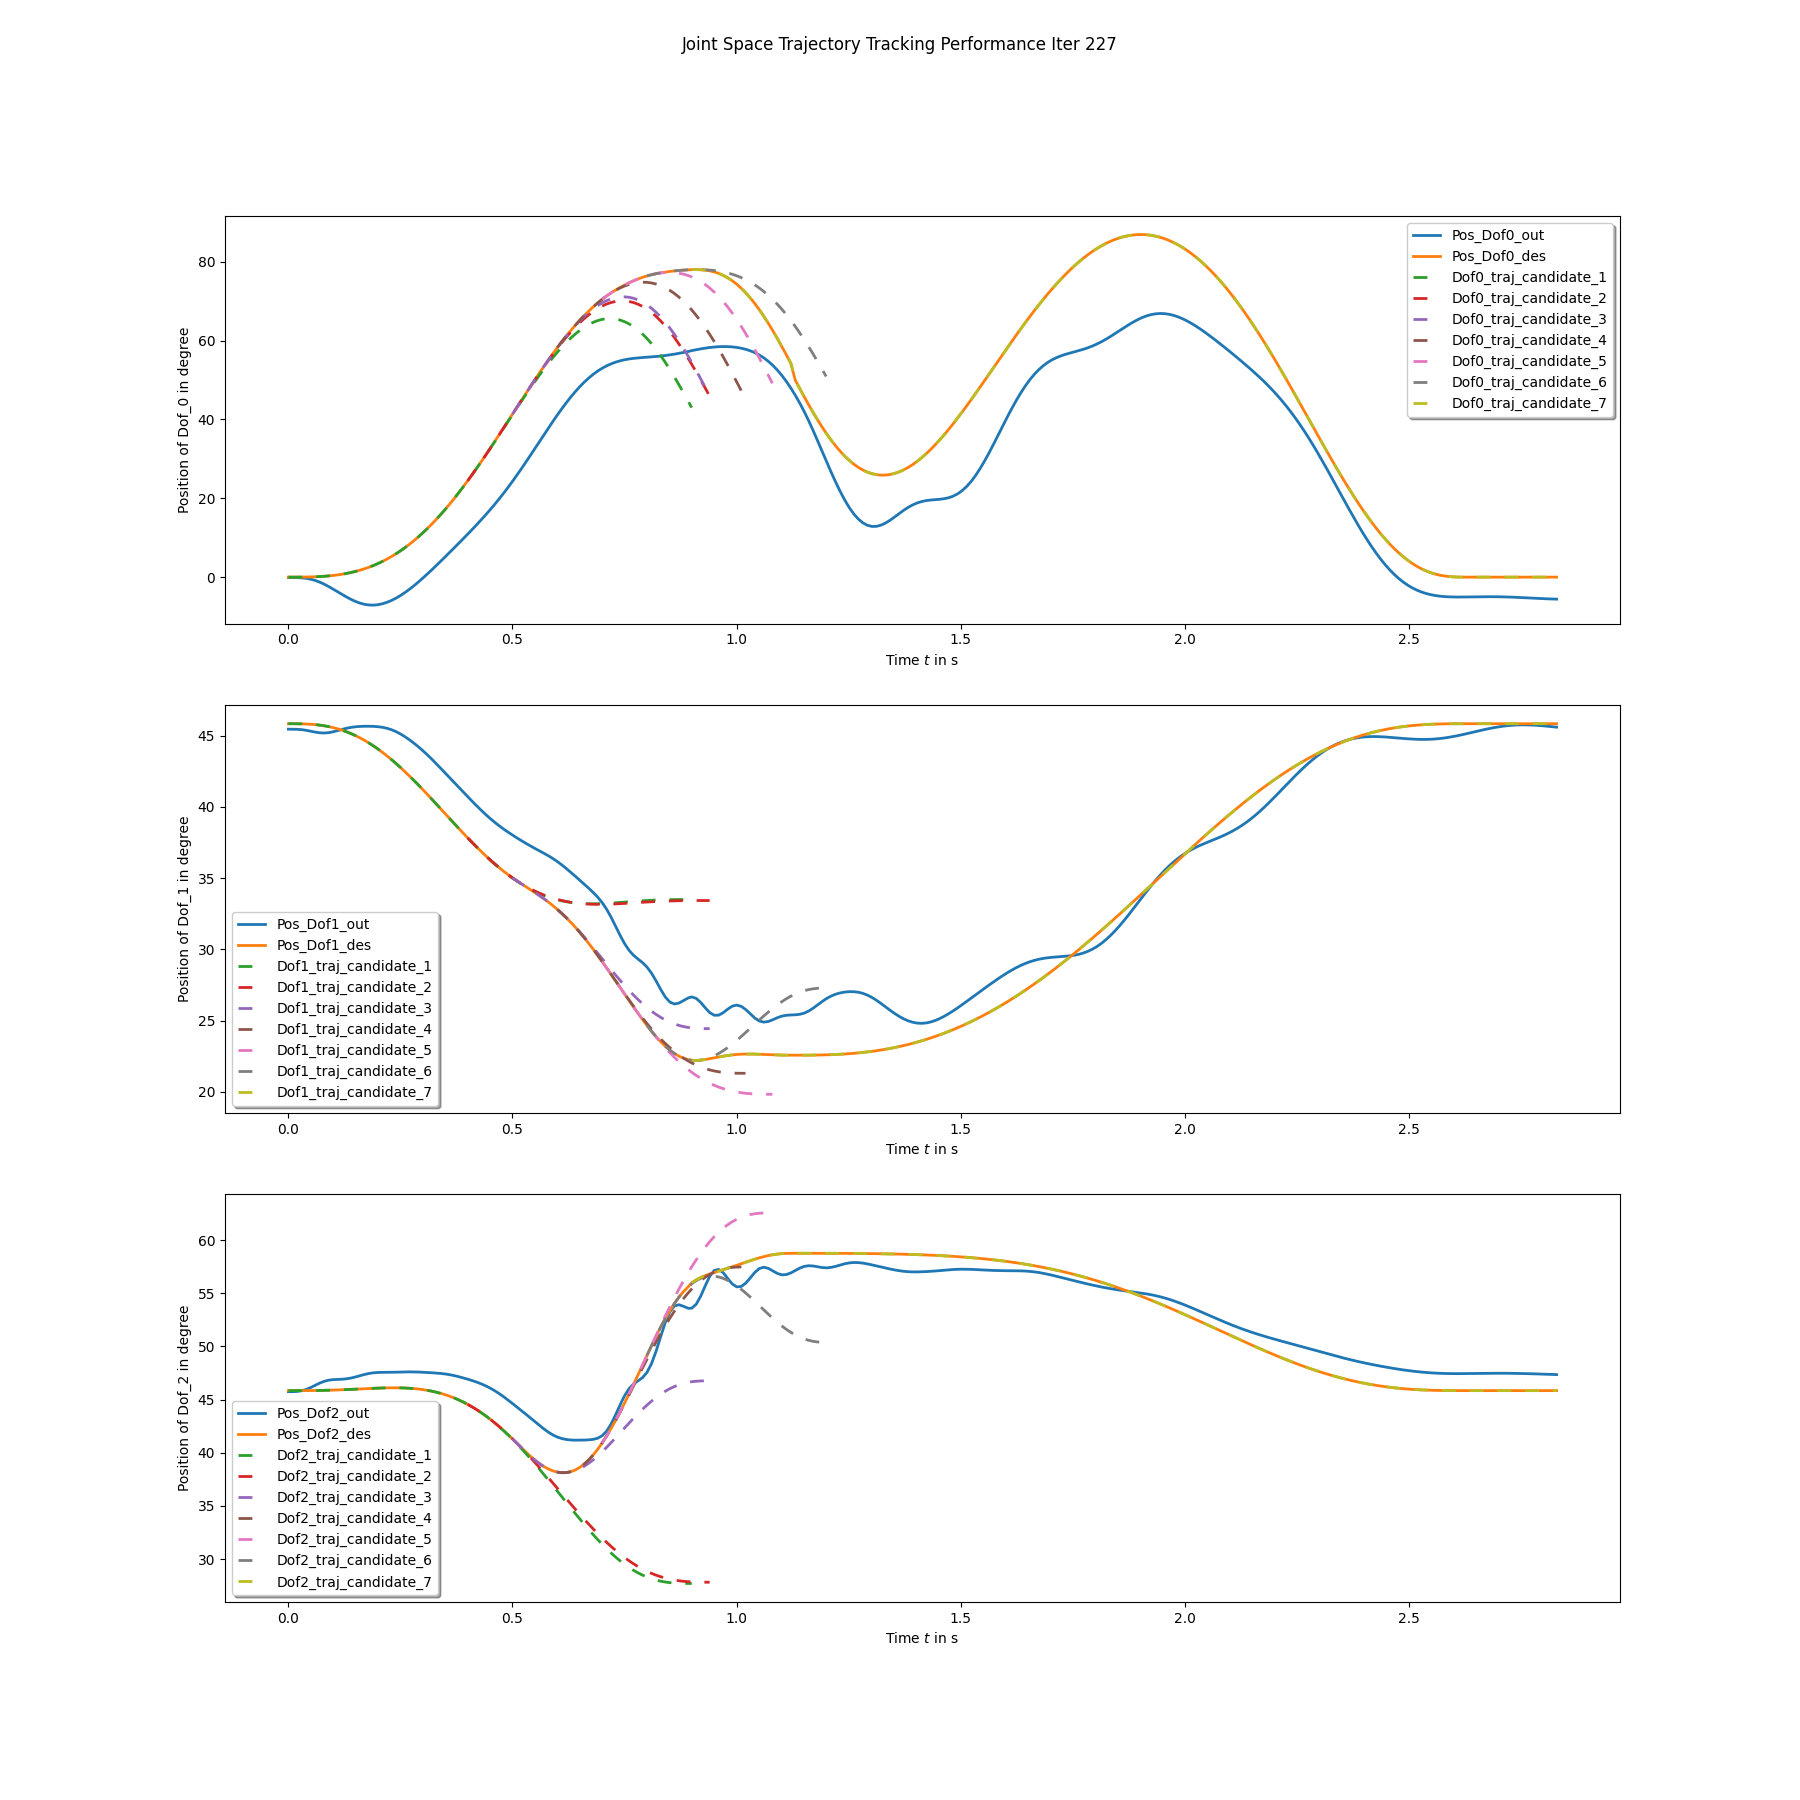 Joint Space Trajectory Tracking Performance Iter 227
Position of Dof_0 in degree
80
60
40
20
0
Pos_Dof0_out
Pos_Dof0_des
Dof0_traj_candidate_1
Dof0_traj_candidate_2
Dof0_traj_candidate_3
Dof0_traj_candidate_4
Dof0_traj_candidate_5
Dof0_traj_candidate_6
Dof0_traj_candidate_7
0.0 0.5 1.0 1.5 2.0 2.5
Time t in s
Position of Dof_1 in degree
45
40
35
30
25
20
Pos_Dof1_out
Pos_Dof1_des
Dof1_traj_candidate_1
Dof1_traj_candidate_2
Dof1_traj_candidate_3
Dof1_traj_candidate_4
Dof1_traj_candidate_5
Dof1_traj_candidate_6
Dof1_traj_candidate_7
0.0 0.5 1.0 1.5 2.0 2.5
Time t in s
Position of Dof_2 in degree
60
55
50
45
40
35
30
Pos_Dof2_out
Pos_Dof2_des
Dof2_traj_candidate_1
Dof2_traj_candidate_2
Dof2_traj_candidate_3
Dof2_traj_candidate_4
Dof2_traj_candidate_5
Dof2_traj_candidate_6
Dof2_traj_candidate_7
0.0 0.5 1.0 1.5 2.0 2.5
Time t in s